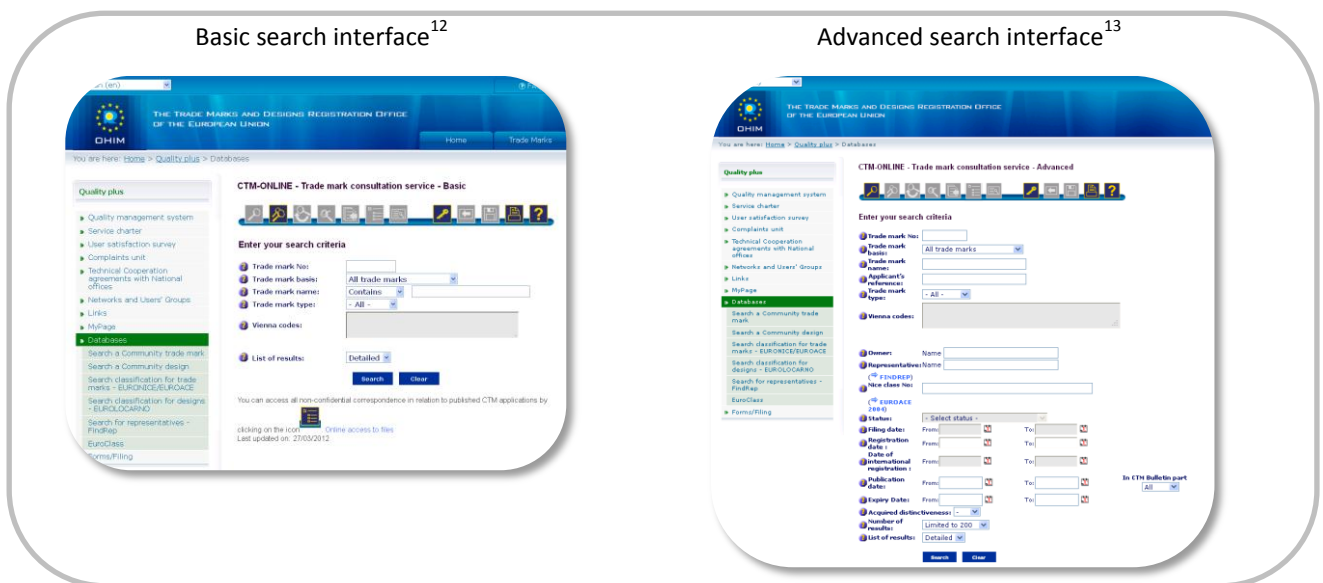 Basic search interface12
(en)
THE TRADE MARKS AND DESIGNS REGISTRATION OFFICE
OF THE EUROPEAN UNION
OHIM
Home Trade Marks
You are here: Home > Quality plus > Databases
Quality plus
Quality management system
Service charter
User satisfaction survey
Complaints unit
Technical Cooperation
agreements with National
offices
Networks and Users' Groups
Links
MyPage
Databases
Search a Community trade mark
Search a Community design
Search classification for trade
marks - EURONICE/EUROACE
Search classification for designs
- EUROLOCARNO
Search for representatives -
FindRep
EuroClass
Forms/Filing
CTM-ONLINE - Trade mark consultation service - Basic
Enter your search criteria
Trade mark No:
Trade mark basis: All trade marks
Trade mark name: Contains
Trade mark type: - All -
Vienna codes:
List of results: Detailed
Search Clear
You can access all non-confidential correspondence in relation to published CTM applications by
clicking on the icon Online access to files
Last updated on: 27/03/2012
Advanced search interface13
THE TRADE MARKS AND DESIGNS REGISTRATION OFFICE
OF THE EUROPEAN UNION
OHIM
You are here: Home > Quality plus > Databases
Quality plus
Quality management system
Service charter
User satisfaction survey
Complaints unit
Technical Cooperation
agreements with National
offices
Networks and Users' Groups
Links
MyPage
Databases
Search a Community trade
mark
Search a Community design
Search classification for trade
marks - EURONICE/EUROACE
Search classification for
designs - EUROLOCARNO
Search for representatives -
FindRep
EuroClass
Forms/Filing
CTM-ONLINE - Trade mark consultation service - Advanced
Enter your search criteria
Trade mark No:
Trade mark
basis: All trade marks
Trade mark
name:
Applicant's
reference:
Trade mark
type: - All -
Vienna codes:
Owner: Name
Representative: Name
( FINDREP)
Nice class No:
( EUROACE
2004)
Status: - Select status -
Filing date: From: To:
Registration
date : From: To:
Date of
international From: To:
registration :
Publication
date: From: To:
In CTM Bulletin part
All
Expiry Date: From: To:
Acquired distinctiveness: -
Number of
results: Limited to 200
List of results: Detailed
Search Clear